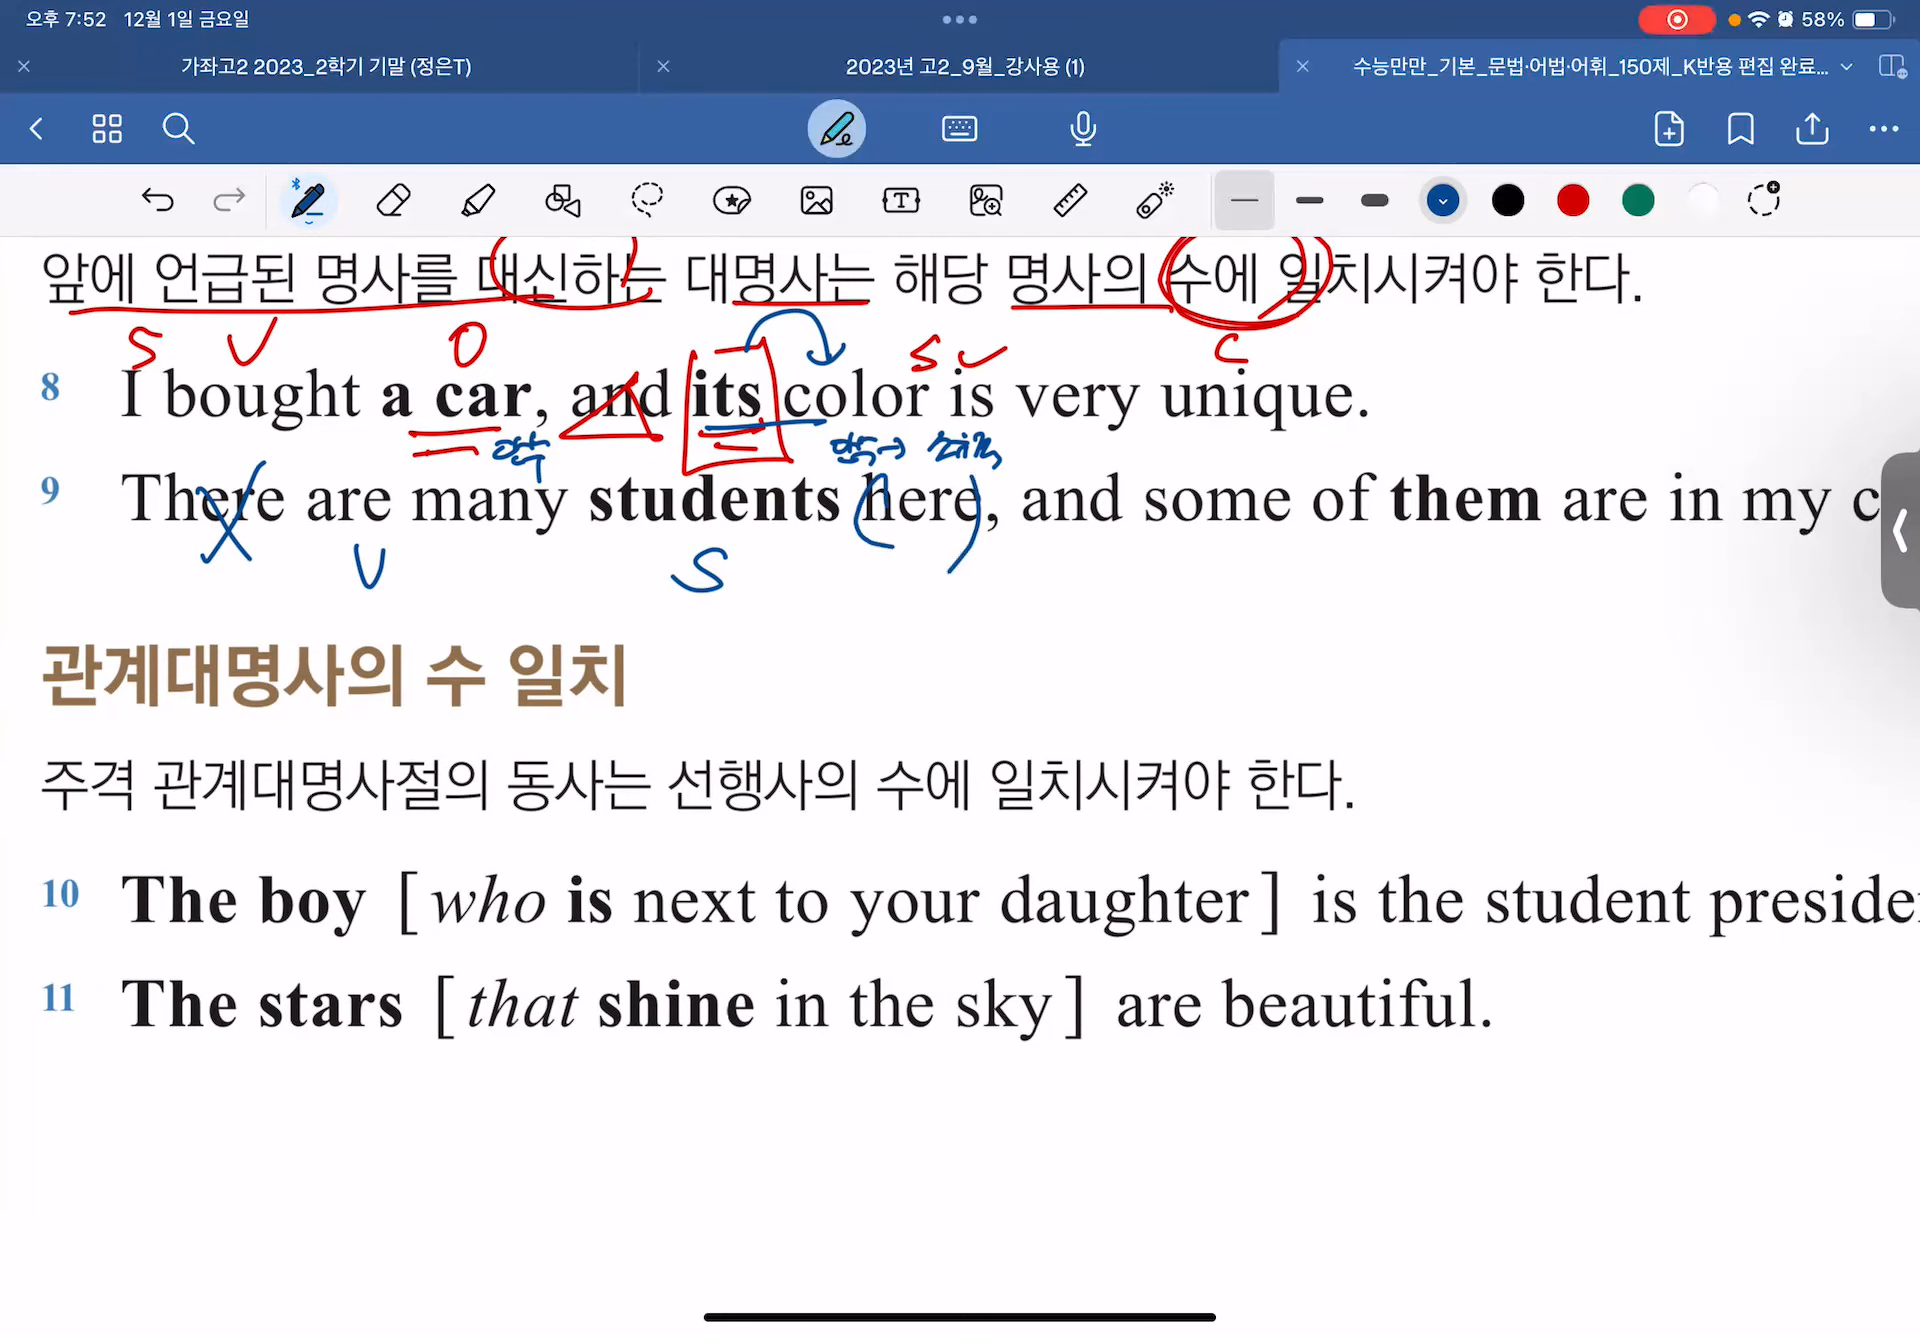 오후 7:52 12월 1일 금요일
58%
가좌고2 2023_2학기 기말 (정은T)
2023년 고2_9월_강사용 (1)
수능만만_기본_문법·어법·어휘_150제_K반용 편집 완료...
앞에 언급된 명사를 대신하는 대명사는 해당 명사의 수에 일치시켜야 한다.
S V O S V C
8 I bought a car, and its color is very unique.
단수
9 There are many students here, and some of them are in my c
V S
관계대명사의 수 일치
주격 관계대명사절의 동사는 선행사의 수에 일치시켜야 한다.
10 The boy [who is next to your daughter] is the student preside
11 The stars [that shine in the sky] are beautiful.